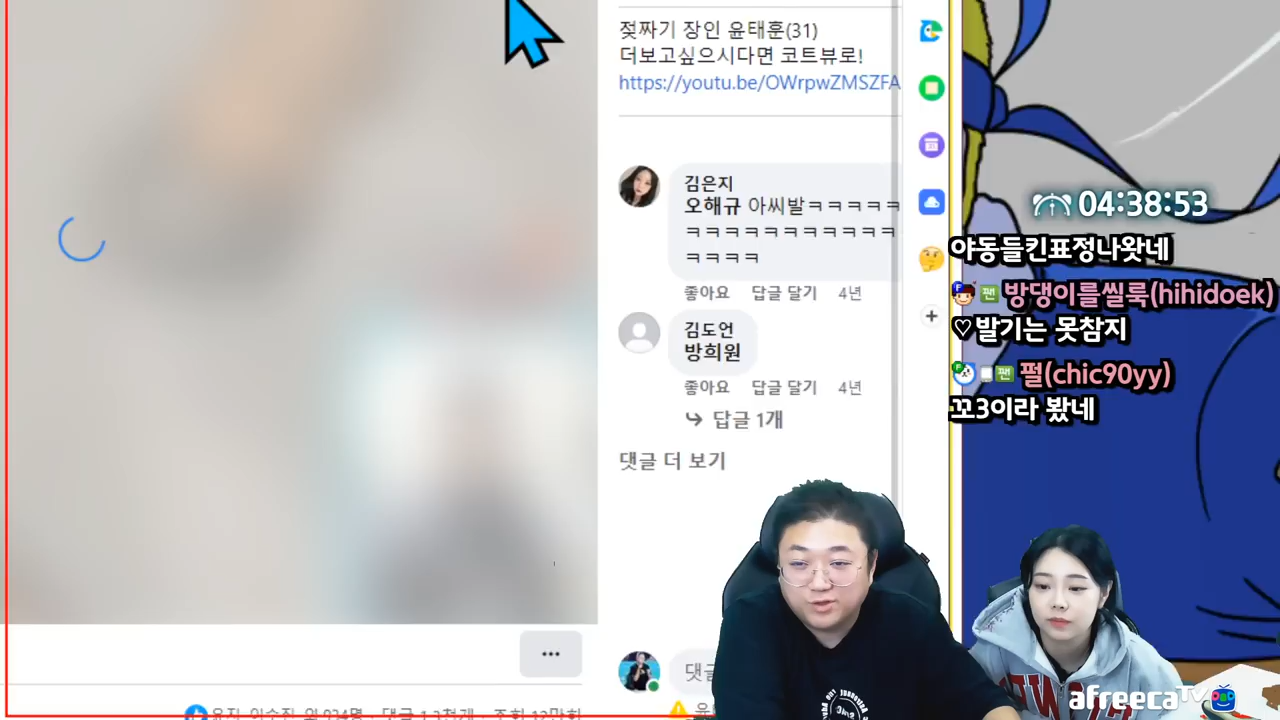 젖짜기 장인 윤태훈(31)
더보고싶으시다면 코트뷰로!
https://youtu.be/OWrpwZMSZFA
김은지
오해규 아씨발ㅋㅋㅋㅋㅋ
ㅋㅋㅋㅋㅋㅋㅋㅋㅋㅋㅋ
ㅋㅋㅋㅋ
좋아요 답글 달기 4년
김도언
방희원
좋아요 답글 달기 4년
답글 1개
댓글 더 보기
댓글
04:38:53
야동들킨표정나왓네
팬 방댕이를씰룩(hihidoek)
♡발기는 못참지
팬 펄(chic90yy)
꼬3이라 봤네
afreecaTV